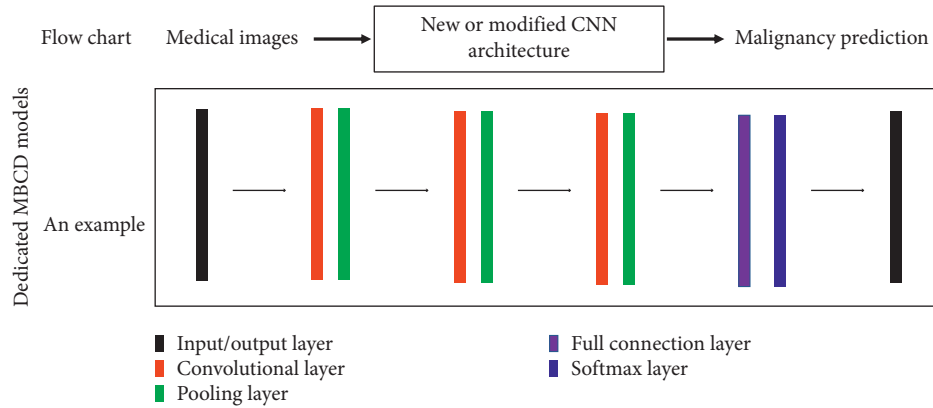 Flow chart
Medical images
New or modified CNN
architecture
Malignancy prediction
Dedicated MBCD models
An example
Input/output layer
Convolutional layer
Pooling layer
Full connection layer
Softmax layer